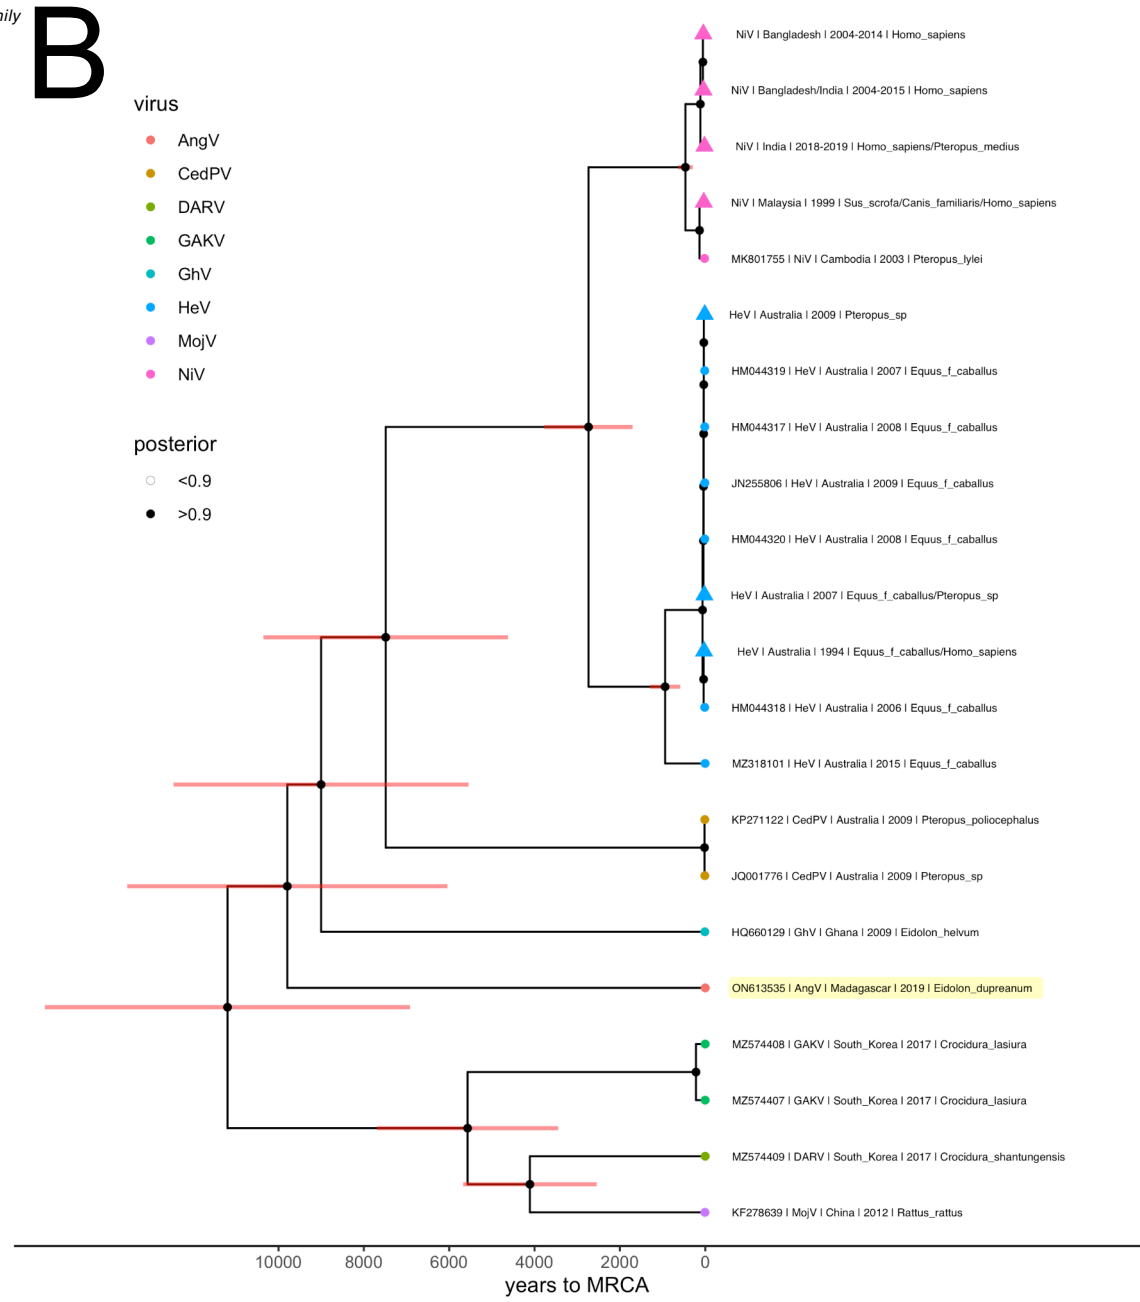 mily
B
virus
AngV
CedPV
DARV
GAKV
GhV
HeV
MojV
NiV
posterior
<0.9
>0.9
NiV | Bangladesh | 2004-2014 | Homo_sapiens
NiV | Bangladesh/India | 2004-2015 | Homo_sapiens
NiV | India | 2018-2019 | Homo_sapiens/Pteropus_medius
NiV | Malaysia | 1999 | Sus_scrofa/Canis_familiaris/Homo_sapiens
MK801755 | NiV | Cambodia | 2003 | Pteropus_lylei
HeV | Australia | 2009 | Pteropus_sp
HM044319 | HeV | Australia | 2007 | Equus_f_caballus
HM044317 | HeV | Australia | 2008 | Equus_f_caballus
JN255806 | HeV | Australia | 2009 | Equus_f_caballus
HM044320 | HeV | Australia | 2008 | Equus_f_caballus
HeV | Australia | 2007 | Equus_f_caballus/Pteropus_sp
HeV | Australia | 1994 | Equus_f_caballus/Homo_sapiens
HM044318 | HeV | Australia | 2006 | Equus_f_caballus
MZ318101 | HeV | Australia | 2015 | Equus_f_caballus
KP271122 | CedPV | Australia | 2009 | Pteropus_poliocephalus
JQ001776 | CedPV | Australia | 2009 | Pteropus_sp
HQ660129 | GhV | Ghana | 2009 | Eidolon_helvum
ON613535 | AngV | Madagascar | 2019 | Eidolon_dupreanum
MZ574408 | GAKV | South_Korea | 2017 | Crocidura_lasiura
MZ574407 | GAKV | South_Korea | 2017 | Crocidura_lasiura
MZ574409 | DARV | South_Korea | 2017 | Crocidura_shantungensis
KF278639 | MojV | China | 2012 | Rattus_rattus
10000 8000 6000 4000 2000 0
years to MRCA